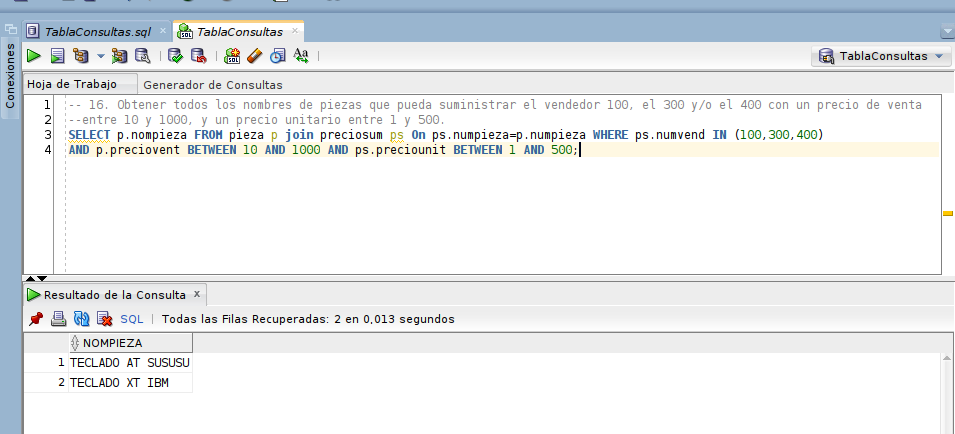 TablaConsultas.sql × TablaConsultas ×
Conexiones
SQL Aa TablaConsultas
Hoja de Trabajo Generador de Consultas
1 -- 16. Obtener todos los nombres de piezas que pueda suministrar el vendedor 100, el 300 y/o el 400 con un precio de venta
2 --entre 10 y 1000, y un precio unitario entre 1 y 500.
3 SELECT p.nompieza FROM pieza p join preciosum ps On ps.numpieza=p.numpieza WHERE ps.numvend IN (100,300,400)
4 AND p.preciovent BETWEEN 10 AND 1000 AND ps.preciounit BETWEEN 1 AND 500;
Resultado de la Consulta x
SQL | Todas las Filas Recuperadas: 2 en 0,013 segundos
NOMPIEZA
1 TECLADO AT SUSUSU
2 TECLADO XT IBM